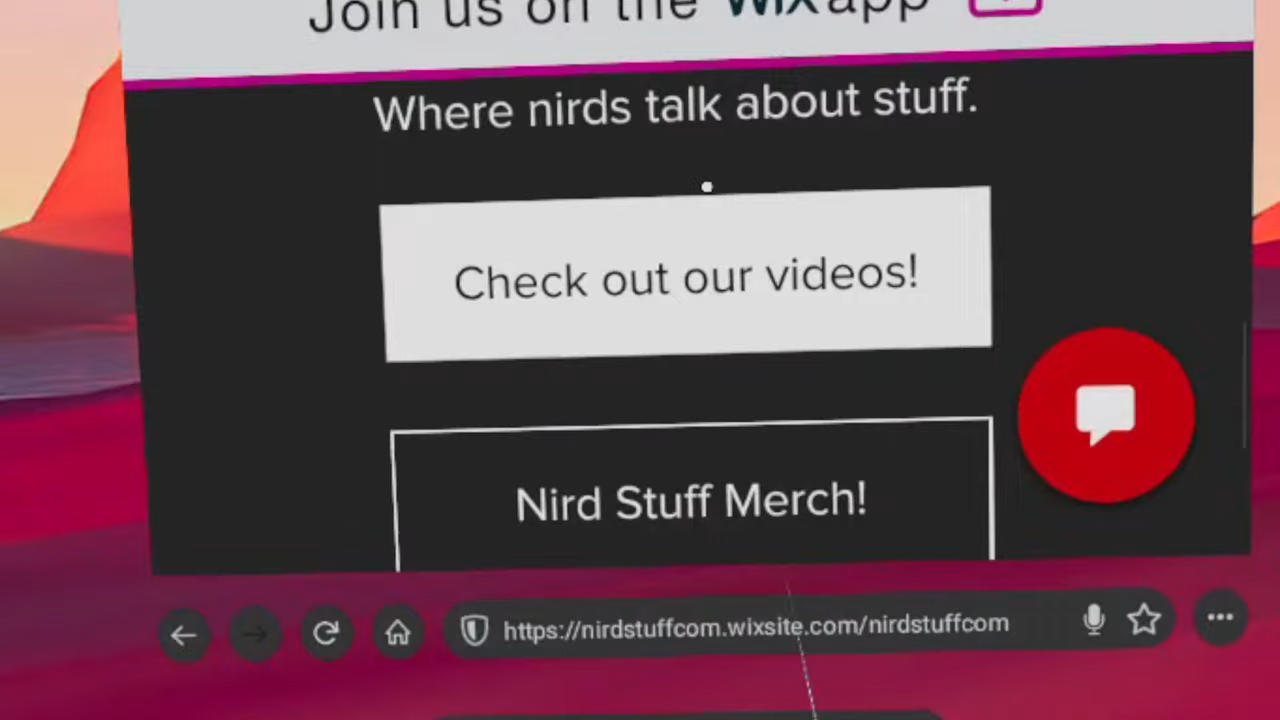 Join us on the Wix app
Where nirds talk about stuff.
Check out our videos!
Nird Stuff Merch!
https://nirdstuffcom.wixsite.com/nirdstuffcom